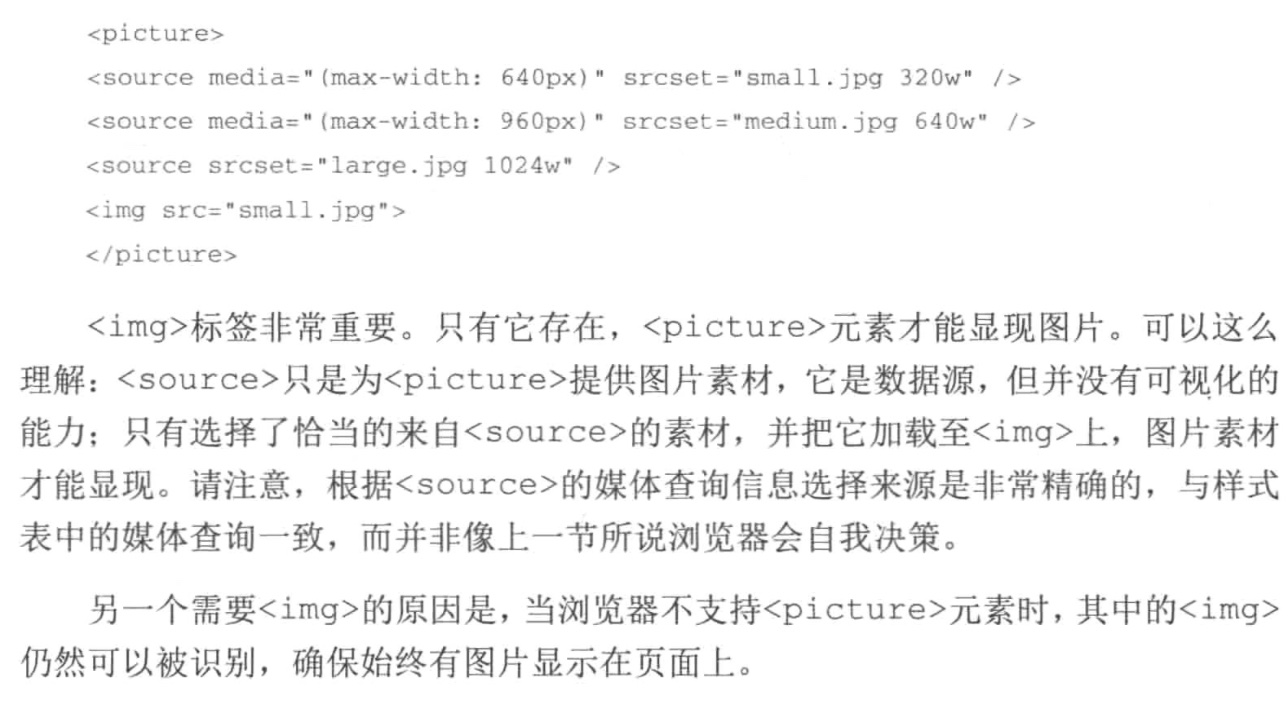 <picture>
<source media="(max-width: 640px)" srcset="small.jpg 320w" />
<source media="(max-width: 960px)" srcset="medium.jpg 640w" />
<source srcset="large.jpg 1024w" />
<img src="small.jpg">
</picture>
<img>标签非常重要。只有它存在，<picture>元素才能显现图片。可以这么
理解：<source>只是为<picture>提供图片素材，它是数据源，但并没有可视化的
能力；只有选择了恰当的来自<source>的素材，并把它加载至<img>上，图片素材
才能显现。请注意，根据<source>的媒体查询信息选择来源是非常精确的，与样式
表中的媒体查询一致，而并非像上一节所说浏览器会自我决策。
另一个需要<img>的原因是，当浏览器不支持<picture>元素时，其中的<img>
仍然可以被识别，确保始终有图片显示在页面上。